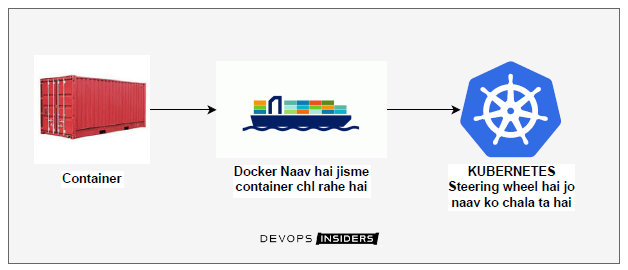 Container
Docker Naav hai jisme
container chl rahe hai
KUBERNETES
Steering wheel hai jo
naav ko chala ta hai
DEVOPS INSIDERS